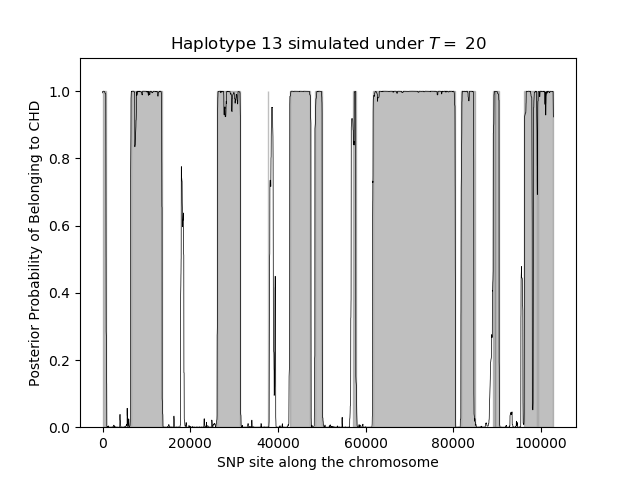 Haplotype 13 simulated under T = 20
Posterior Probability of Belonging to CHD
1.0
0.8
0.6
0.4
0.2
0.0
0 20000 40000 60000 80000 100000
SNP site along the chromosome